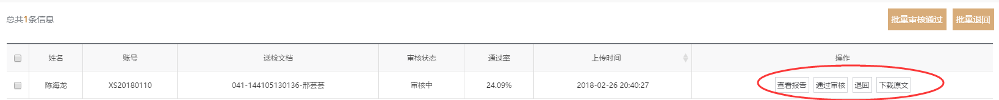 总共1条信息 批量审核通过 批量退回
姓名 账号 送检文档 审核状态 通过率 上传时间 操作
陈海龙 XS20180110 041-144105130136-邢芸芸 审核中 24.09% 2018-02-26 20:40:27 查看报告 通过审核 退回 下载原文